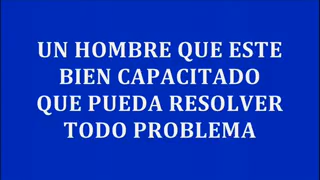 UN HOMBRE QUE ESTE
BIEN CAPACITADO
QUE PUEDA RESOLVER
TODO PROBLEMA